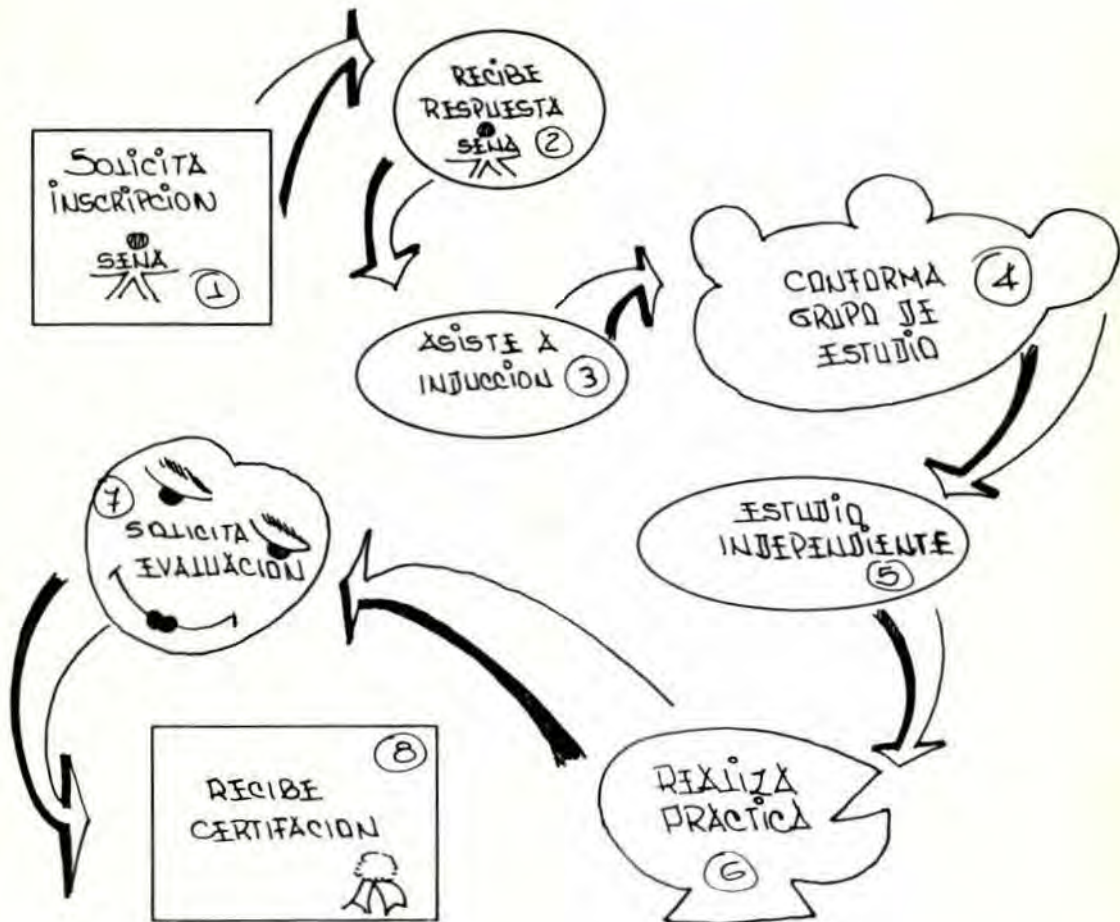 SOLICITA
INSCRIPCION
SENA
1
RECIBE
RESPUESTA
SENA 2
ASISTE A
INDUCCION 3
CONFORMA 4
GRUPO DE
ESTUDIO
ESTUDIO
INDEPENDIENTE
5
REALIZA
PRACTICA
6
7
SOLICITA
EVALUACION
8
RECIBE
CERTIFACION